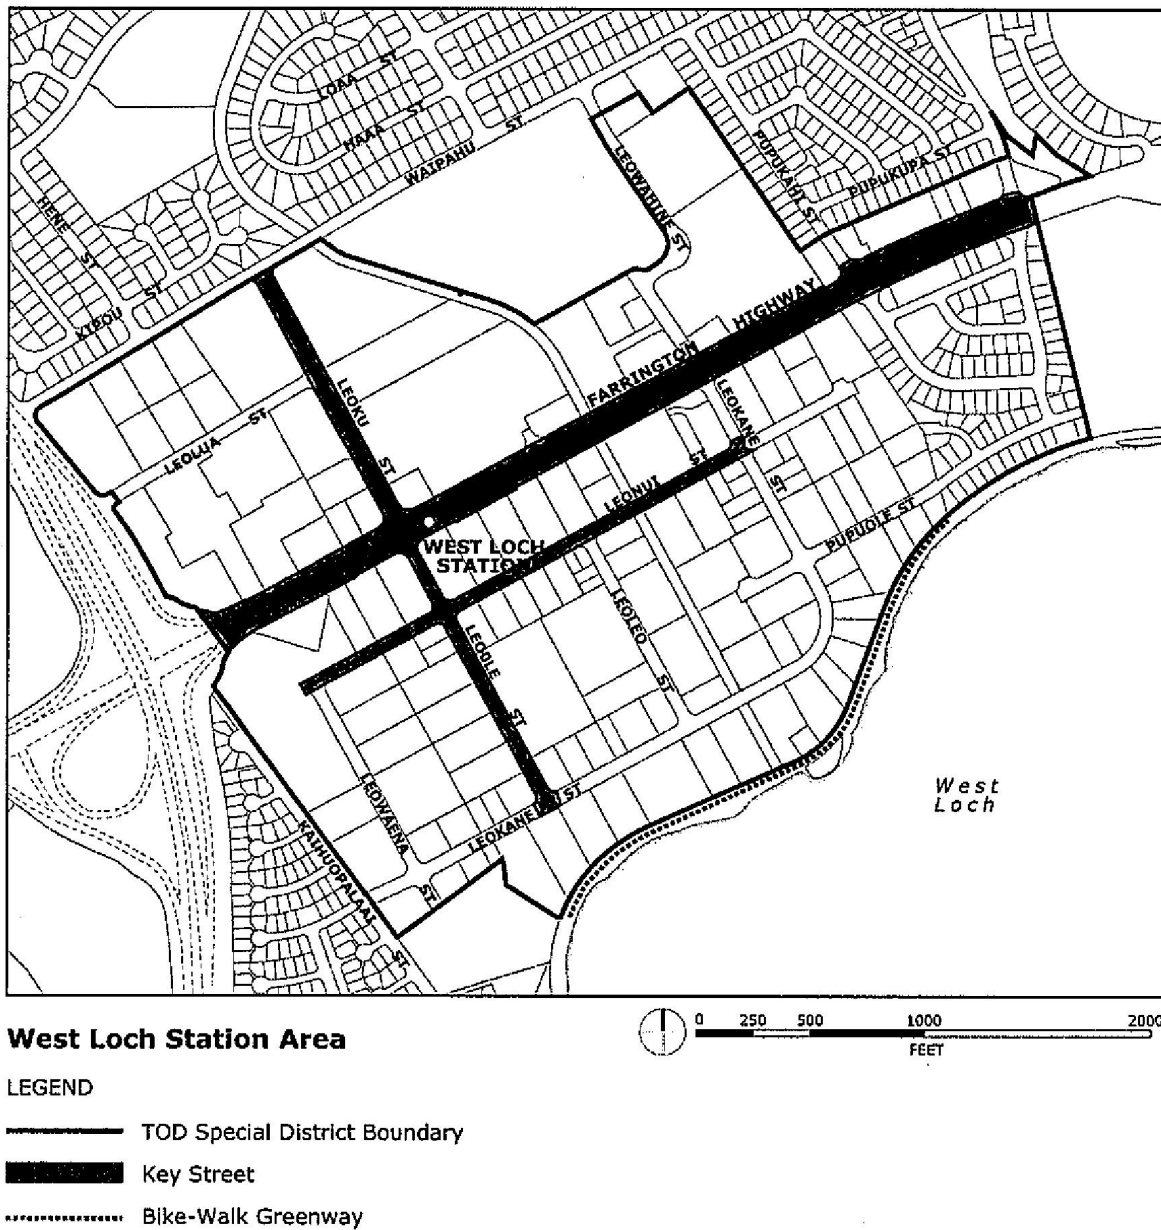 LOAA ST
HAAA ST
WAIPAHU ST
HENE ST
KIPOU ST
LEOWAHINE ST
PUPUKAHI ST
PUPUKUPA ST
LEOKU ST
LEOLUA ST
FARRINGTON HIGHWAY
LEOKANE ST
LEONUI ST
PUPUOLE ST
WEST LOCH
STATION
LEOLEO ST
LEOOLE ST
LEOWAENA ST
LEOKANE ST
KAIHUOPALAAI ST
West
Loch
West Loch Station Area
0 250 500 1000 2000
FEET
LEGEND
TOD Special District Boundary
Key Street
Bike-Walk Greenway